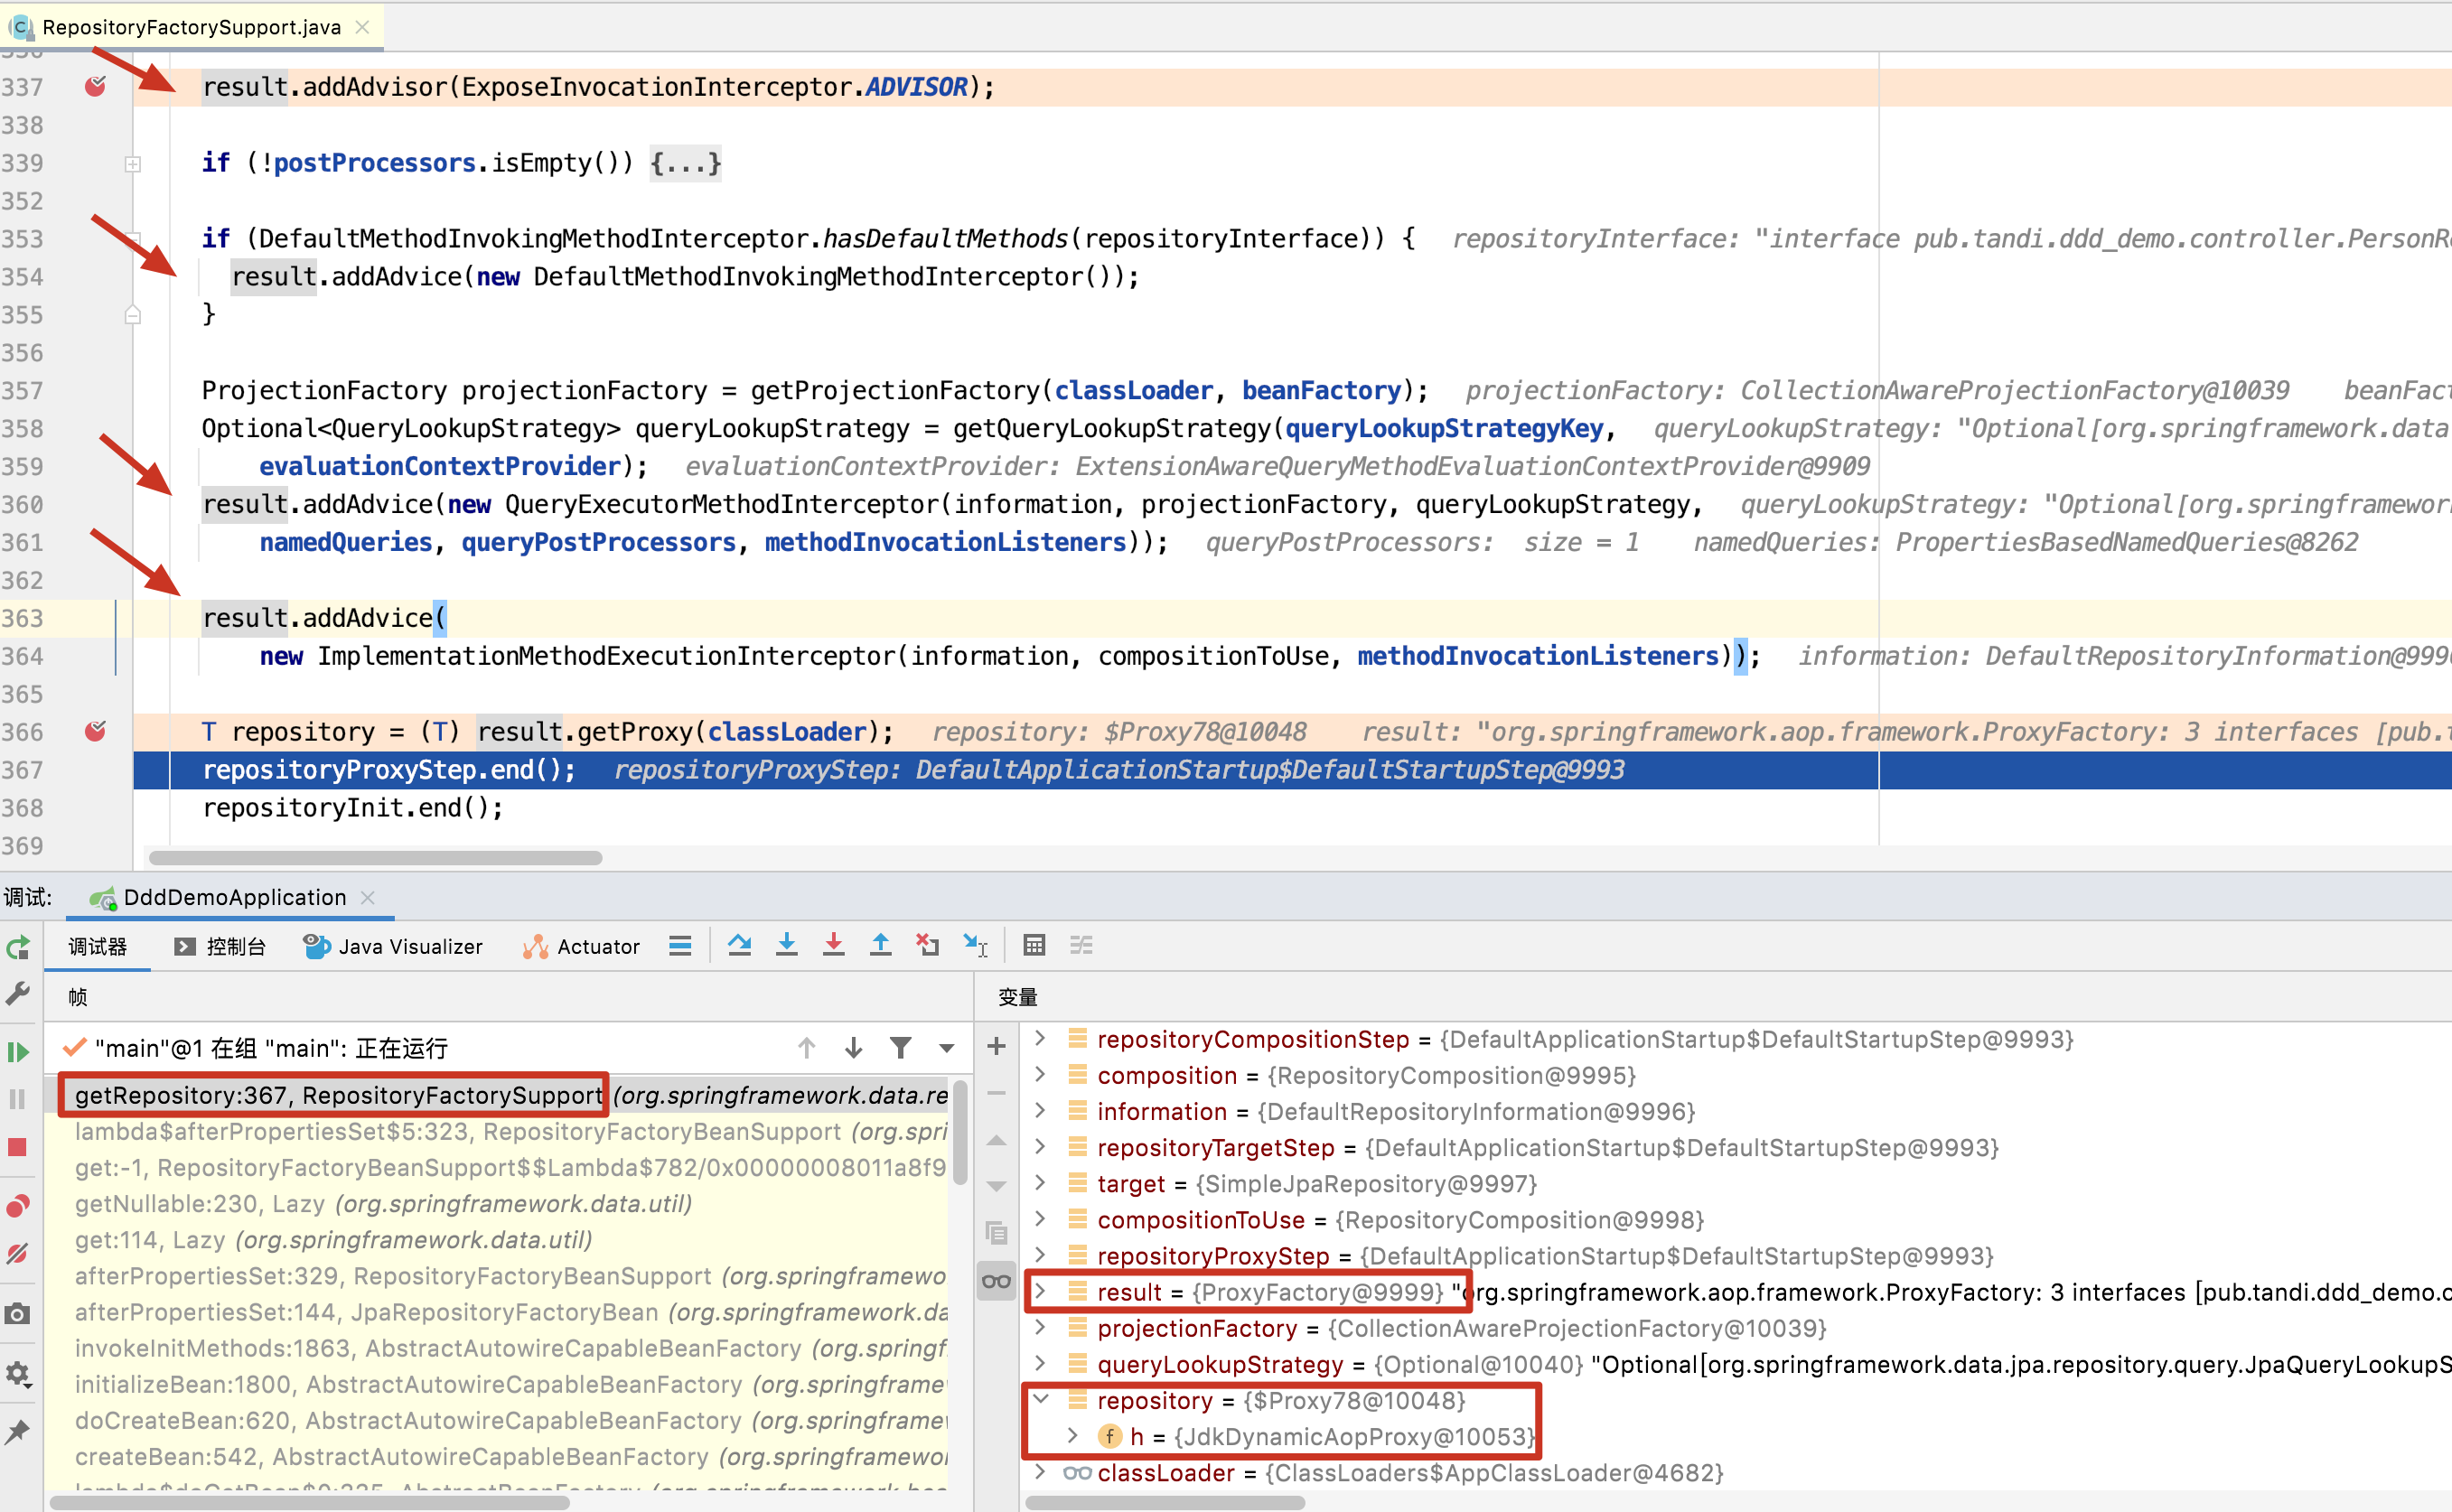 RepositoryFactorySupport.java
337 result.addAdvisor(ExposeInvocationInterceptor.ADVISOR);
338
339 if (!postProcessors.isEmpty()) {...}
352
353 if (DefaultMethodInvokingMethodInterceptor.hasDefaultMethods(repositoryInterface)) { repositoryInterface: "interface pub.tandi.ddd_demo.controller.PersonRe
354 result.addAdvice(new DefaultMethodInvokingMethodInterceptor());
355 }
356
357 ProjectionFactory projectionFactory = getProjectionFactory(classLoader, beanFactory); projectionFactory: CollectionAwareProjectionFactory@10039 beanFact
358 Optional<QueryLookupStrategy> queryLookupStrategy = getQueryLookupStrategy(queryLookupStrategyKey, queryLookupStrategy: "Optional[org.springframework.data
359 evaluationContextProvider); evaluationContextProvider: ExtensionAwareQueryMethodEvaluationContextProvider@9909
360 result.addAdvice(new QueryExecutorMethodInterceptor(information, projectionFactory, queryLookupStrategy, queryLookupStrategy: "Optional[org.springframewor
361 namedQueries, queryPostProcessors, methodInvocationListeners)); queryPostProcessors: size = 1 namedQueries: PropertiesBasedNamedQueries@8262
362
363 result.addAdvice(
364 new ImplementationMethodExecutionInterceptor(information, compositionToUse, methodInvocationListeners)); information: DefaultRepositoryInformation@999
365
366 T repository = (T) result.getProxy(classLoader); repository: $Proxy78@10048 result: "org.springframework.aop.framework.ProxyFactory: 3 interfaces [pub.t
367 repositoryProxyStep.end(); repositoryProxyStep: DefaultApplicationStartup$DefaultStartupStep@9993
368 repositoryInit.end();
369
调试: DddDemoApplication
调试器 控制台 Java Visualizer Actuator
帧
变量
"main"@1 在组 "main": 正在运行
getRepository:367, RepositoryFactorySupport (org.springframework.data.re
lambda$afterPropertiesSet$5:323, RepositoryFactoryBeanSupport (org.spri
get:-1, RepositoryFactoryBeanSupport$$Lambda$782/0x00000008011a8f9
getNullable:230, Lazy (org.springframework.data.util)
get:114, Lazy (org.springframework.data.util)
afterPropertiesSet:329, RepositoryFactoryBeanSupport (org.springframewo
afterPropertiesSet:144, JpaRepositoryFactoryBean (org.springframework.da
invokeInitMethods:1863, AbstractAutowireCapableBeanFactory (org.springf
initializeBean:1800, AbstractAutowireCapableBeanFactory (org.springframe
doCreateBean:620, AbstractAutowireCapableBeanFactory (org.springframew
createBean:542, AbstractAutowireCapableBeanFactory (org.springframewor
lambda$doGetBean$0:335, AbstractBeanFactory (org.springframework.bea
repositoryCompositionStep = {DefaultApplicationStartup$DefaultStartupStep@9993}
composition = {RepositoryComposition@9995}
information = {DefaultRepositoryInformation@9996}
repositoryTargetStep = {DefaultApplicationStartup$DefaultStartupStep@9993}
target = {SimpleJpaRepository@9997}
compositionToUse = {RepositoryComposition@9998}
repositoryProxyStep = {DefaultApplicationStartup$DefaultStartupStep@9993}
result = {ProxyFactory@9999} "org.springframework.aop.framework.ProxyFactory: 3 interfaces [pub.tandi.ddd_demo.c
projectionFactory = {CollectionAwareProjectionFactory@10039}
queryLookupStrategy = {Optional@10040} "Optional[org.springframework.data.jpa.repository.query.JpaQueryLookupS
repository = {$Proxy78@10048}
f h = {JdkDynamicAopProxy@10053}
classLoader = {ClassLoaders$AppClassLoader@4682}